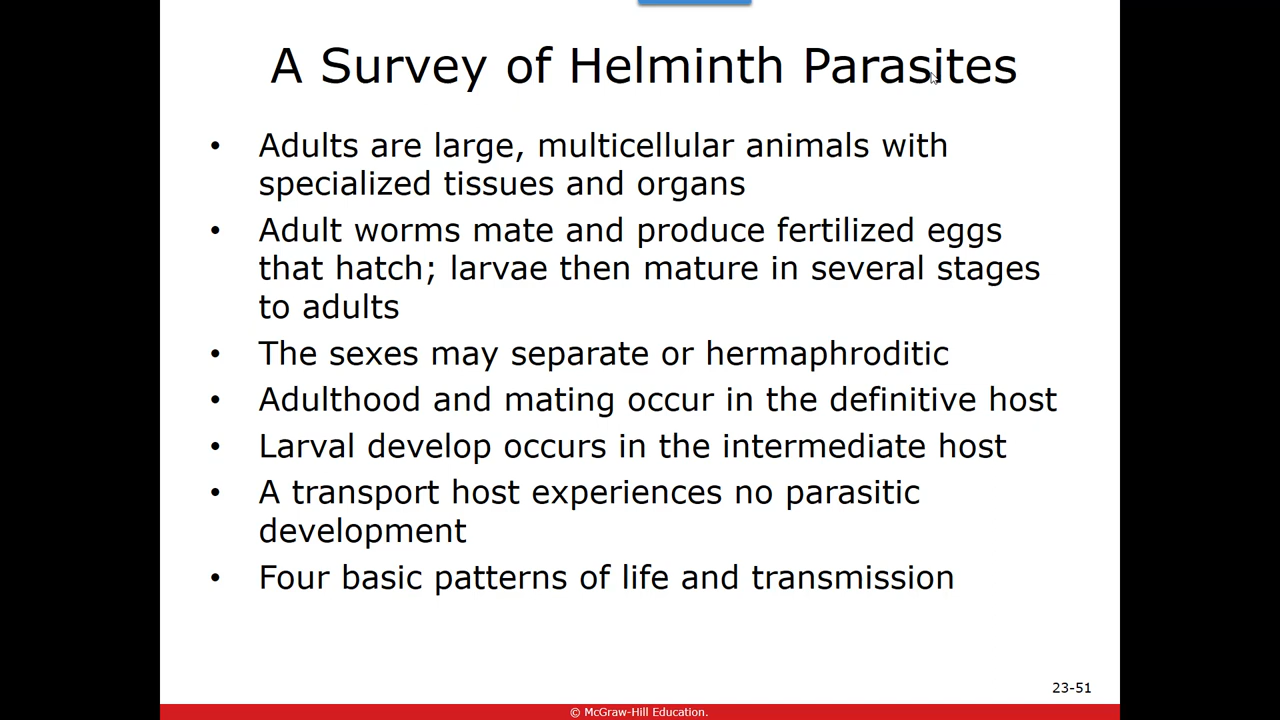 A Survey of Helminth Parasites
• Adults are large, multicellular animals with
specialized tissues and organs
• Adult worms mate and produce fertilized eggs
that hatch; larvae then mature in several stages
to adults
• The sexes may separate or hermaphroditic
• Adulthood and mating occur in the definitive host
• Larval develop occurs in the intermediate host
• A transport host experiences no parasitic
development
• Four basic patterns of life and transmission
23-51
© McGraw-Hill Education.